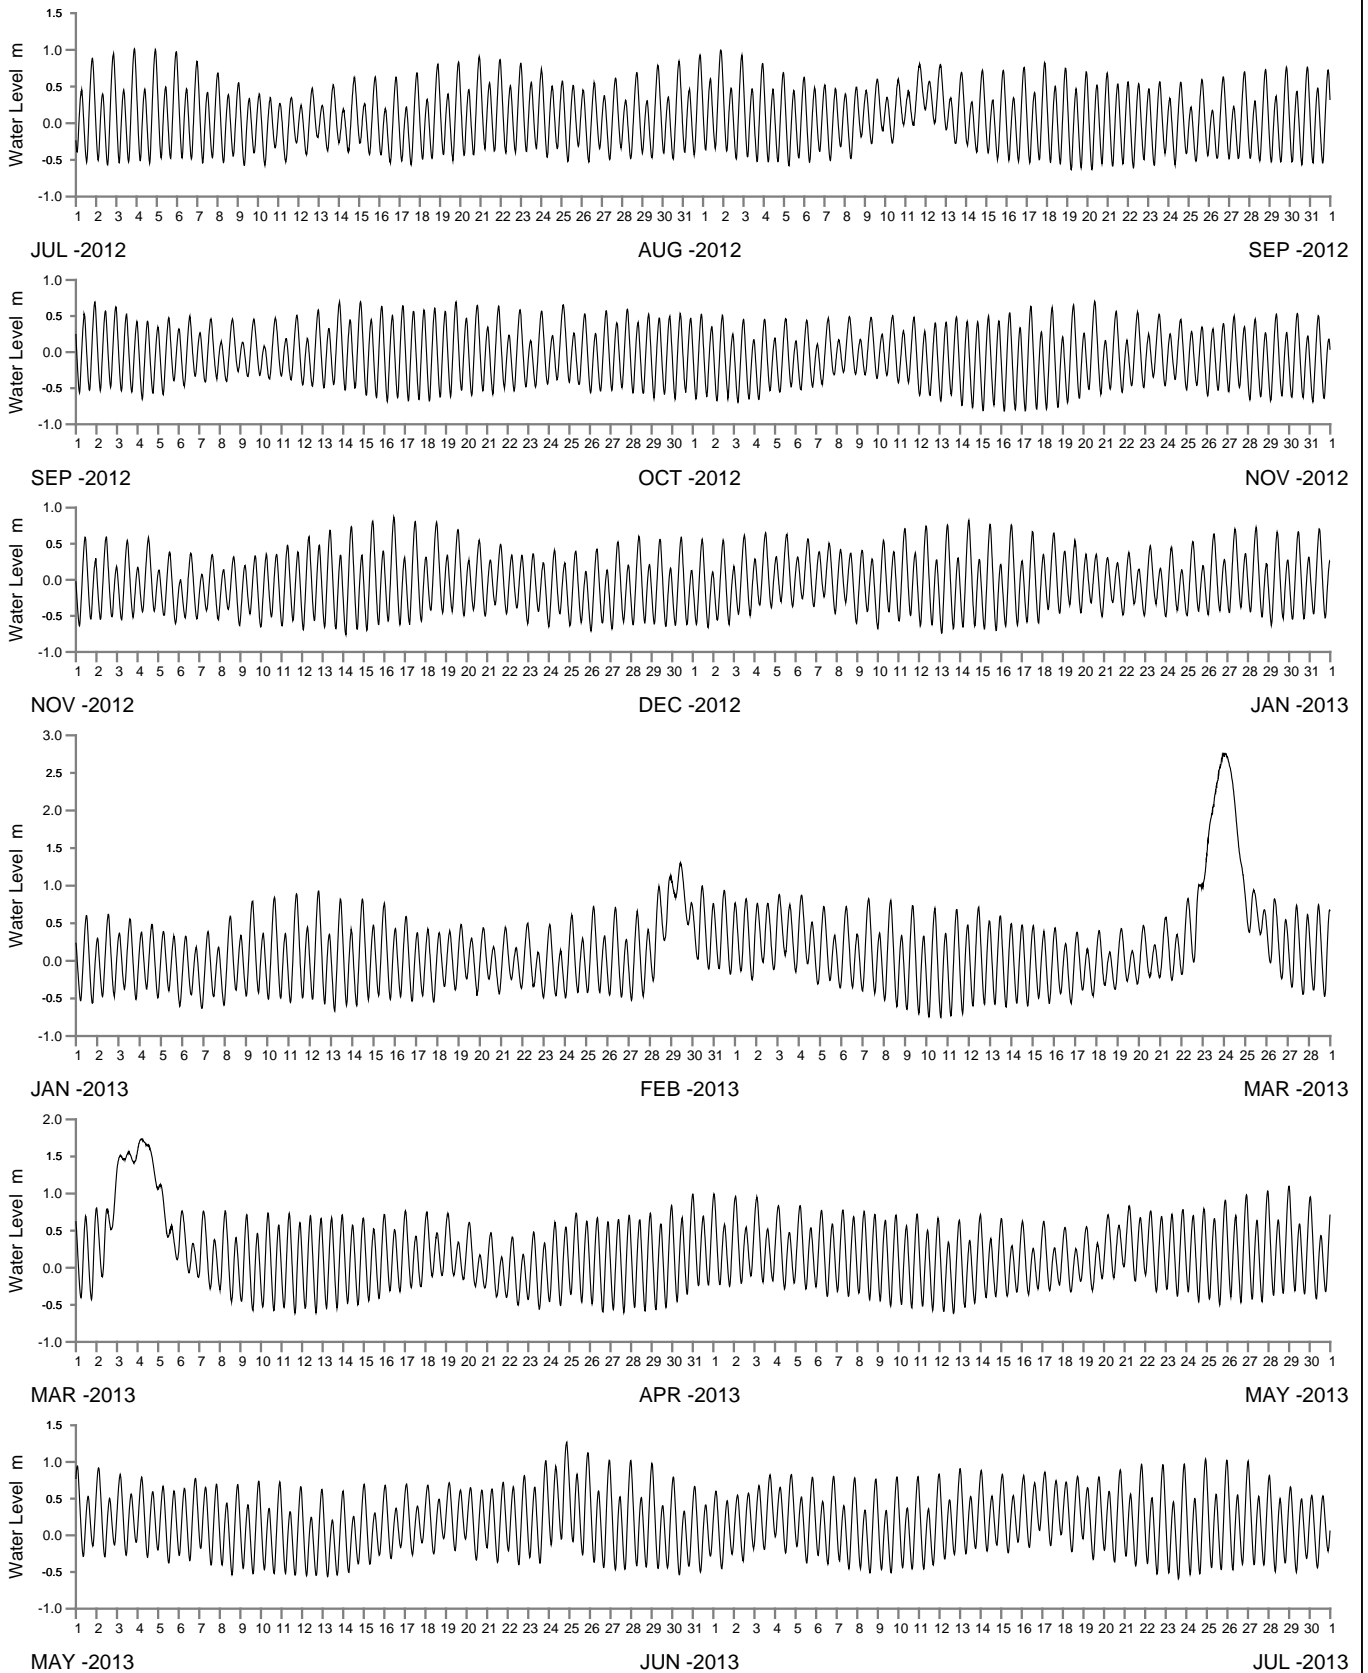 Water Level m
1.5
1.0
0.5
0.0
-0.5
-1.0
1 2 3 4 5 6 7 8 9 10 11 12 13 14 15 16 17 18 19 20 21 22 23 24 25 26 27 28 29 30 31 1 2 3 4 5 6 7 8 9 10 11 12 13 14 15 16 17 18 19 20 21 22 23 24 25 26 27 28 29 30 31 1
JUL -2012 AUG -2012 SEP -2012
Water Level m
1.0
0.5
0.0
-0.5
-1.0
1 2 3 4 5 6 7 8 9 10 11 12 13 14 15 16 17 18 19 20 21 22 23 24 25 26 27 28 29 30 1 2 3 4 5 6 7 8 9 10 11 12 13 14 15 16 17 18 19 20 21 22 23 24 25 26 27 28 29 30 31 1
SEP -2012 OCT -2012 NOV -2012
Water Level m
1.0
0.5
0.0
-0.5
-1.0
1 2 3 4 5 6 7 8 9 10 11 12 13 14 15 16 17 18 19 20 21 22 23 24 25 26 27 28 29 30 1 2 3 4 5 6 7 8 9 10 11 12 13 14 15 16 17 18 19 20 21 22 23 24 25 26 27 28 29 30 31 1
NOV -2012 DEC -2012 JAN -2013
Water Level m
3.0
2.5
2.0
1.5
1.0
0.5
0.0
-0.5
-1.0
1 2 3 4 5 6 7 8 9 10 11 12 13 14 15 16 17 18 19 20 21 22 23 24 25 26 27 28 29 30 31 1 2 3 4 5 6 7 8 9 10 11 12 13 14 15 16 17 18 19 20 21 22 23 24 25 26 27 28 1
JAN -2013 FEB -2013 MAR -2013
Water Level m
2.0
1.5
1.0
0.5
0.0
-0.5
-1.0
1 2 3 4 5 6 7 8 9 10 11 12 13 14 15 16 17 18 19 20 21 22 23 24 25 26 27 28 29 30 31 1 2 3 4 5 6 7 8 9 10 11 12 13 14 15 16 17 18 19 20 21 22 23 24 25 26 27 28 29 30 1
MAR -2013 APR -2013 MAY -2013
Water Level m
1.5
1.0
0.5
0.0
-0.5
-1.0
1 2 3 4 5 6 7 8 9 10 11 12 13 14 15 16 17 18 19 20 21 22 23 24 25 26 27 28 29 30 31 1 2 3 4 5 6 7 8 9 10 11 12 13 14 15 16 17 18 19 20 21 22 23 24 25 26 27 28 29 30 1
MAY -2013 JUN -2013 JUL -2013